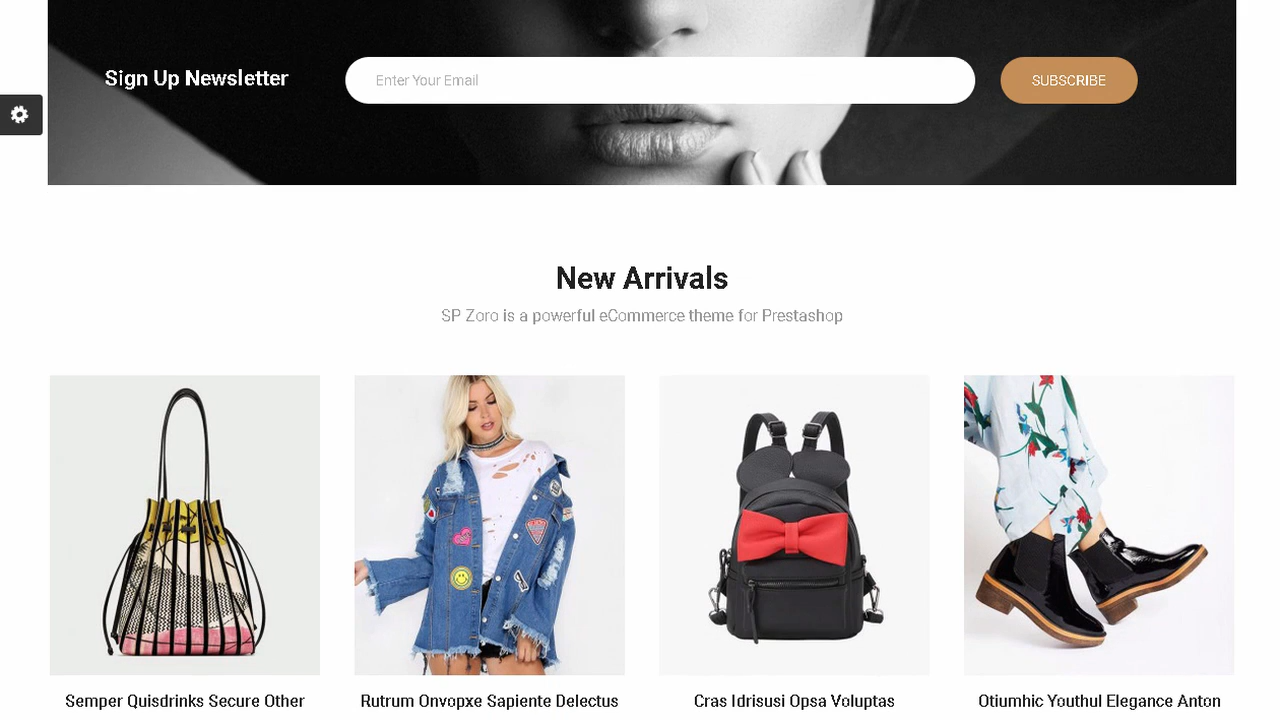 Sign Up Newsletter
Enter Your Email
SUBSCRIBE
New Arrivals
SP Zoro is a powerful eCommerce theme for Prestashop
Semper Quisdrinks Secure Other
Rutrum Onvopxe Sapiente Delectus
Cras Idrisusi Opsa Voluptas
Otiumhic Youthul Elegance Anton